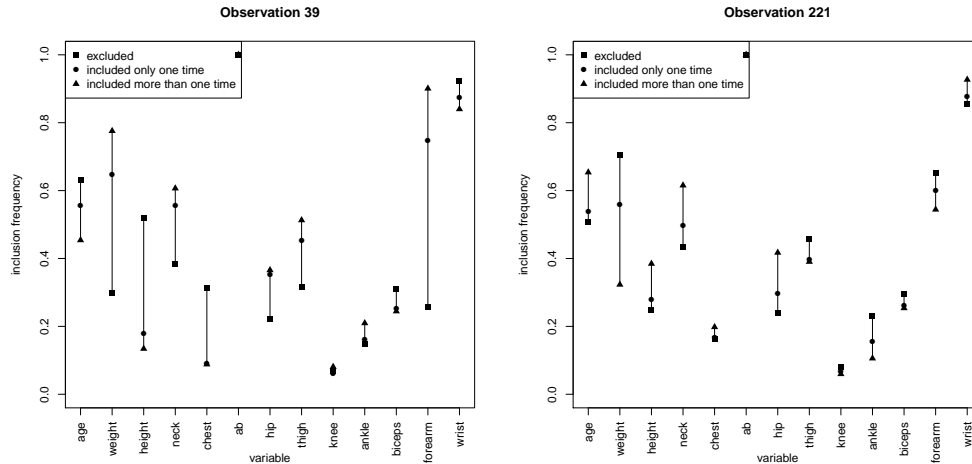 Observation 39
excluded
included only one time
included more than one time
inclusion frequency
0.0
0.2
0.4
0.6
0.8
1.0
age
weight
height
neck
chest
ab
hip
thigh
knee
ankle
biceps
forearm
wrist
variable
Observation 221
excluded
included only one time
included more than one time
inclusion frequency
0.0
0.2
0.4
0.6
0.8
1.0
age
weight
height
neck
chest
ab
hip
thigh
knee
ankle
biceps
forearm
wrist
variable